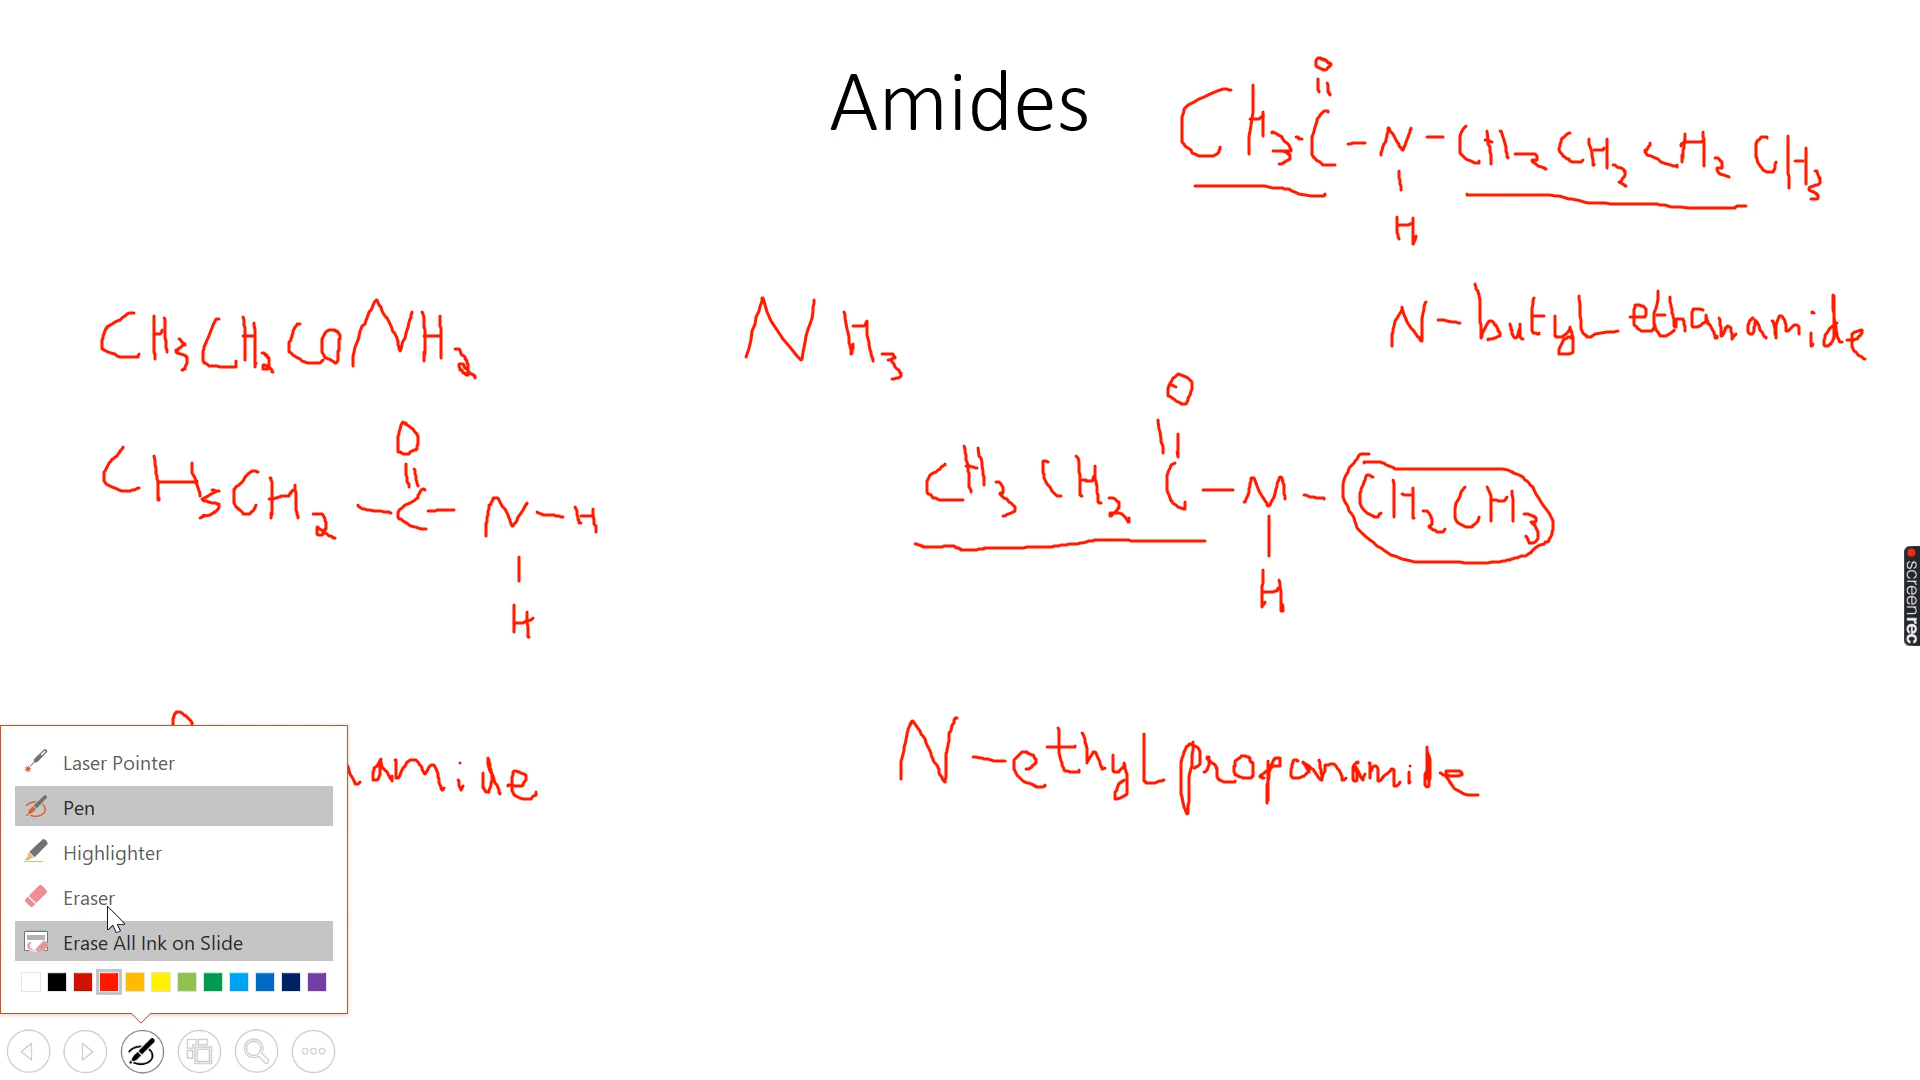 Amides
O
CH3-C-N-CH2CH2CH2CH3
H
N-butyl ethanamide
CH3CH2CONH2
NH3
O
CH3CH2-C-N-H
H
O
CH3CH2C-N-CH2CH3
H
amide
N-ethyl propanamide
Laser Pointer
Pen
Highlighter
Eraser
Erase All Ink on Slide
screenrec